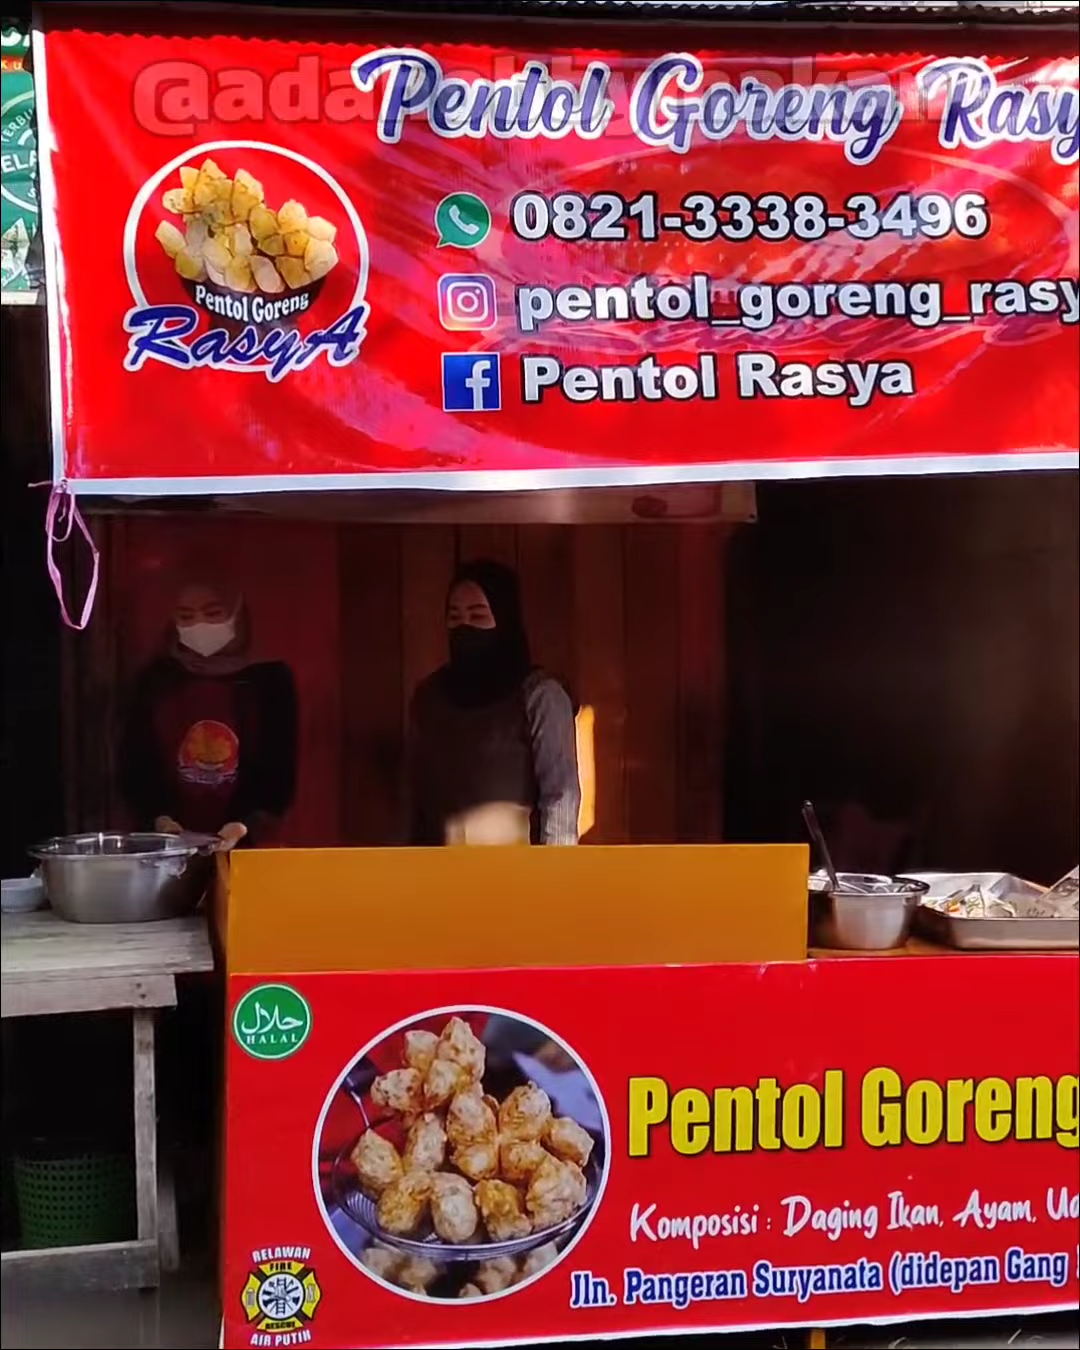 Pentol Goreng Rasy
0821-3338-3496
pentol_goreng_rasy
Pentol Rasya
Pentol Goreng
RasyA
حلال
HALAL
Pentol Goreng
Komposisi : Daging Ikan, Ayam, Ud
Jln. Pangeran Suryanata (didepan Gang
RELAWAN
FIRE
RESCUE
AIR PUTIH